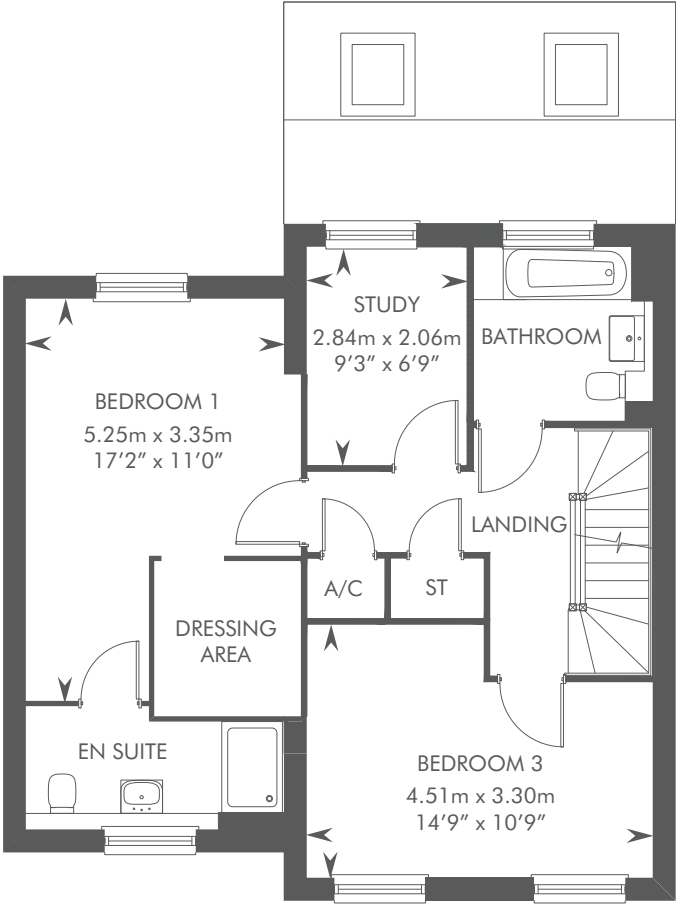 STUDY
2.84m x 2.06m
9’3” x 6’9”
BATHROOM
BEDROOM 1
5.25m x 3.35m
17’2” x 11’0”
LANDING
A/C
ST
DRESSING
AREA
EN SUITE
BEDROOM 3
4.51m x 3.30m
14’9” x 10’9”